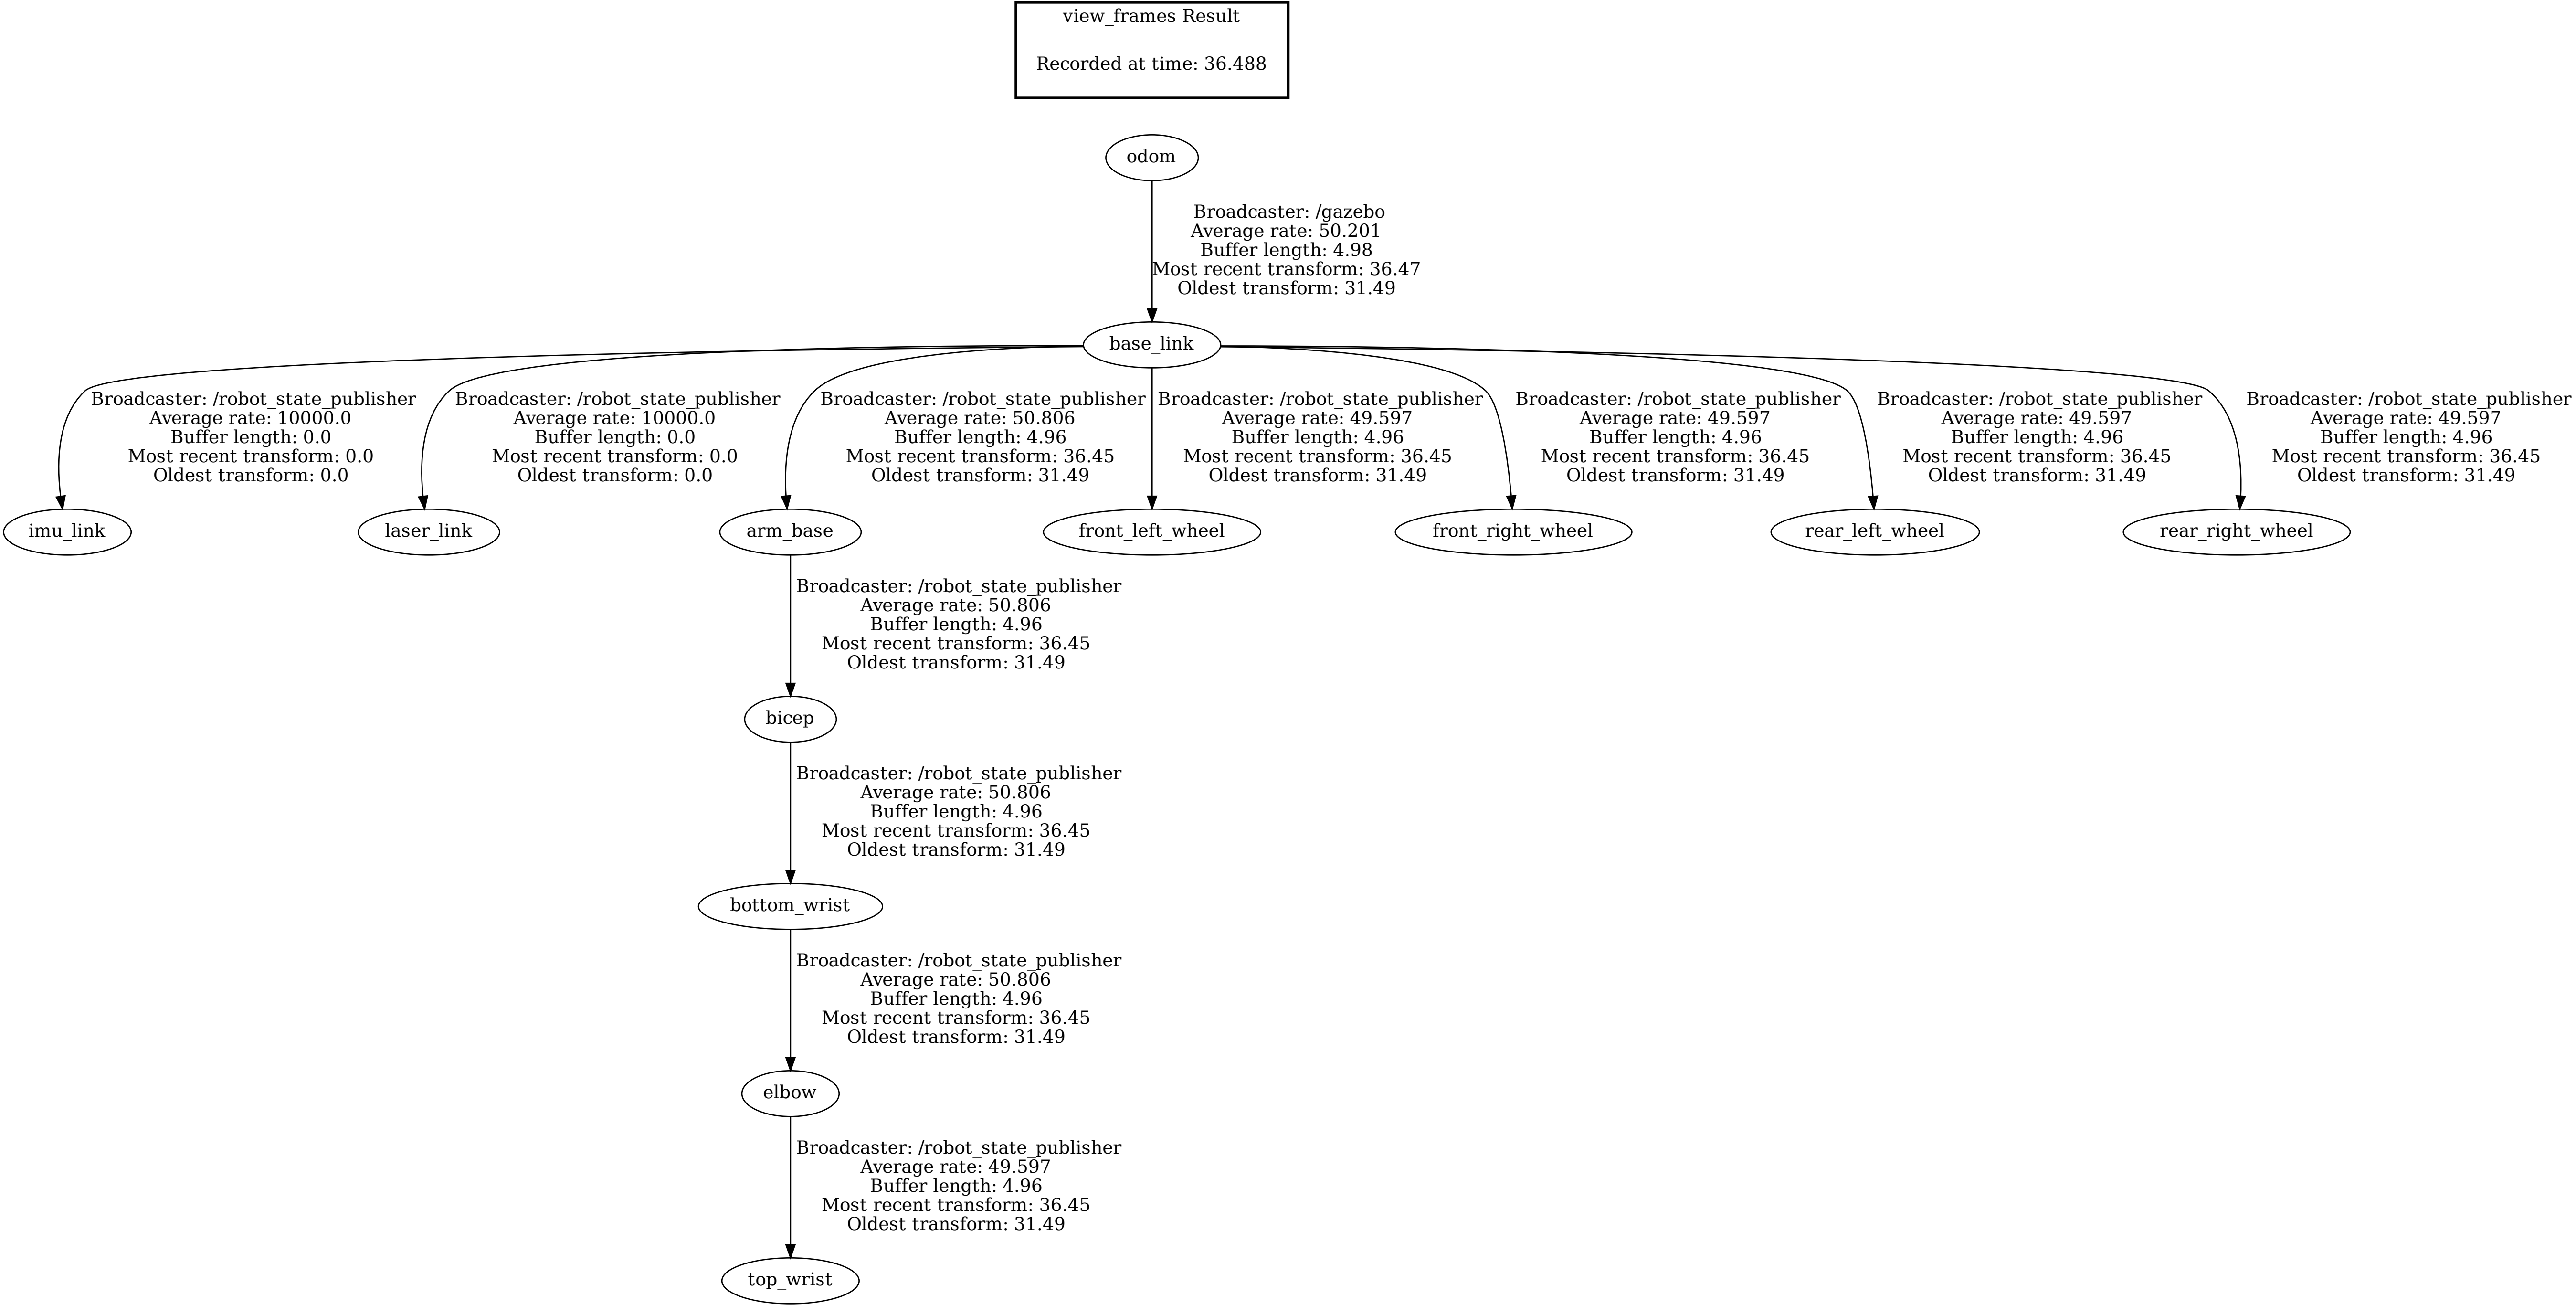 view_frames Result
Recorded at time: 36.488
odom
Broadcaster: /gazebo
Average rate: 50.201
Buffer length: 4.98
Most recent transform: 36.47
Oldest transform: 31.49
base_link
Broadcaster: /robot_state_publisher
Average rate: 10000.0
Buffer length: 0.0
Most recent transform: 0.0
Oldest transform: 0.0
Broadcaster: /robot_state_publisher
Average rate: 10000.0
Buffer length: 0.0
Most recent transform: 0.0
Oldest transform: 0.0
Broadcaster: /robot_state_publisher
Average rate: 50.806
Buffer length: 4.96
Most recent transform: 36.45
Oldest transform: 31.49
Broadcaster: /robot_state_publisher
Average rate: 49.597
Buffer length: 4.96
Most recent transform: 36.45
Oldest transform: 31.49
Broadcaster: /robot_state_publisher
Average rate: 49.597
Buffer length: 4.96
Most recent transform: 36.45
Oldest transform: 31.49
Broadcaster: /robot_state_publisher
Average rate: 49.597
Buffer length: 4.96
Most recent transform: 36.45
Oldest transform: 31.49
Broadcaster: /robot_state_publisher
Average rate: 49.597
Buffer length: 4.96
Most recent transform: 36.45
Oldest transform: 31.49
imu_link
laser_link
arm_base
front_left_wheel
front_right_wheel
rear_left_wheel
rear_right_wheel
Broadcaster: /robot_state_publisher
Average rate: 50.806
Buffer length: 4.96
Most recent transform: 36.45
Oldest transform: 31.49
bicep
Broadcaster: /robot_state_publisher
Average rate: 50.806
Buffer length: 4.96
Most recent transform: 36.45
Oldest transform: 31.49
bottom_wrist
Broadcaster: /robot_state_publisher
Average rate: 50.806
Buffer length: 4.96
Most recent transform: 36.45
Oldest transform: 31.49
elbow
Broadcaster: /robot_state_publisher
Average rate: 49.597
Buffer length: 4.96
Most recent transform: 36.45
Oldest transform: 31.49
top_wrist